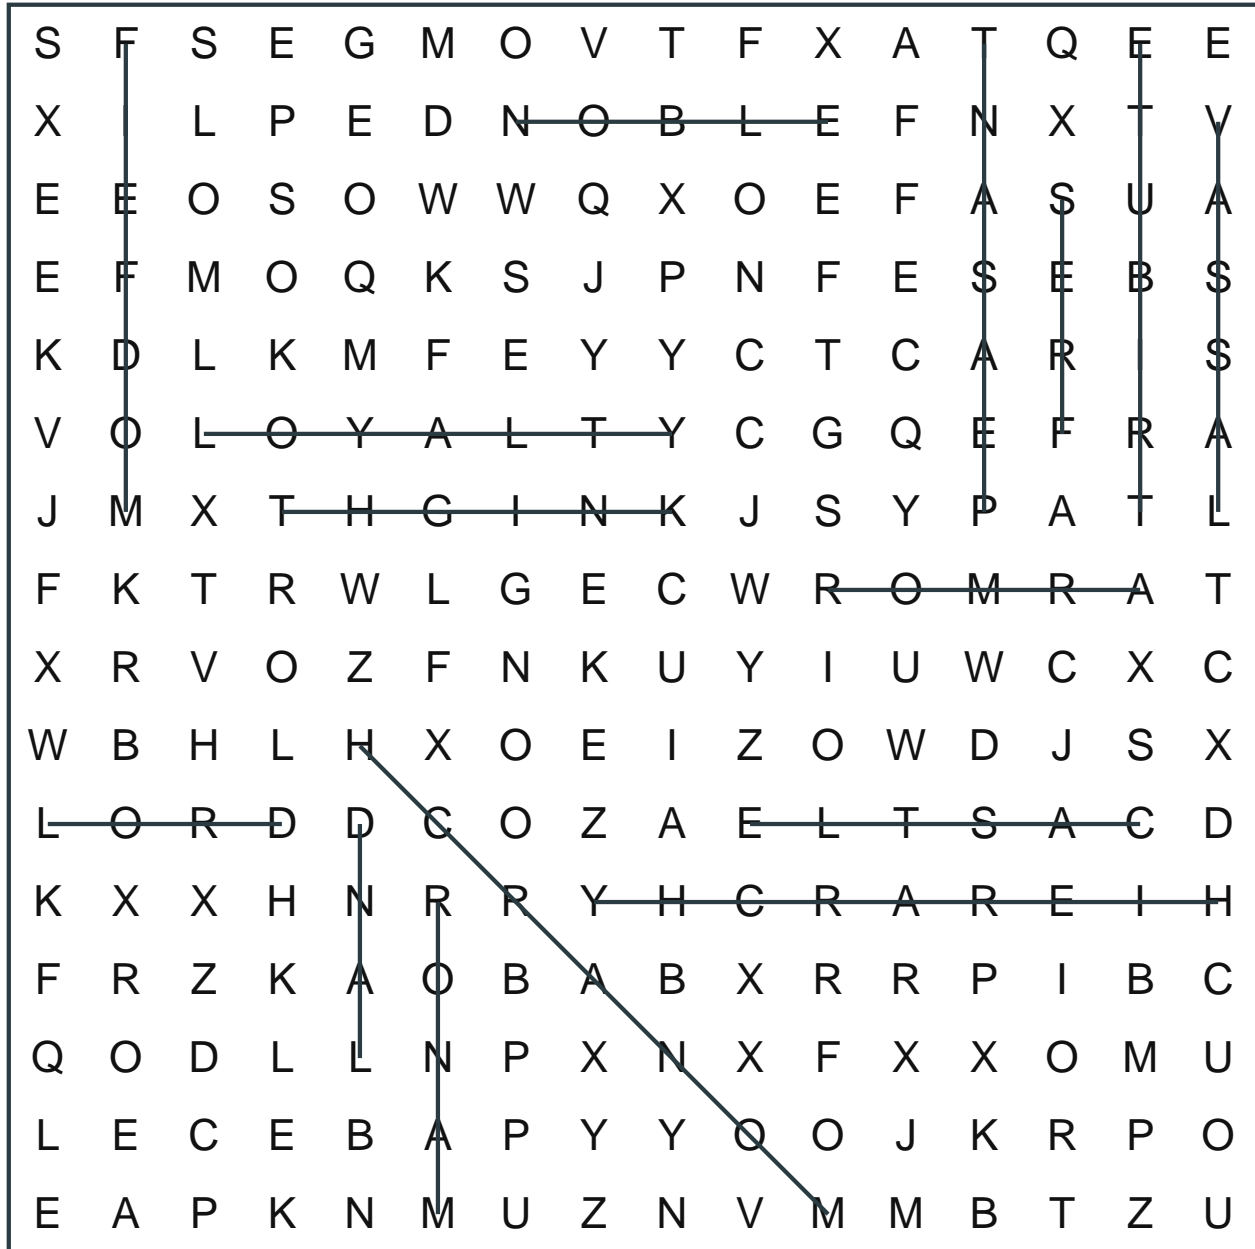 S F S E G M O V T F X A T Q E E
X I L P E D N O B L E F N X T V
E E O S O W W Q X O E F A S U A
E F M O Q K S J P N F E S E B S
K D L K M F E Y Y C T C A R I S
V O L O Y A L T Y C G Q E F R A
J M X T H G I N K J S Y P A T L
F K T R W L G E C W R O M R A T
X R V O Z F N K U Y I U W C X C
W B H L H X O E I Z O W D J S X
L O R D D C O Z A E L T S A C D
K X X H N R R Y H C R A R E I H
F R Z K A O B A B X R R P I B C
Q O D L L N P X N X F X X O M U
L E C E B A P Y Y O O J K R P O
E A P K N M U Z N V M M B T Z U